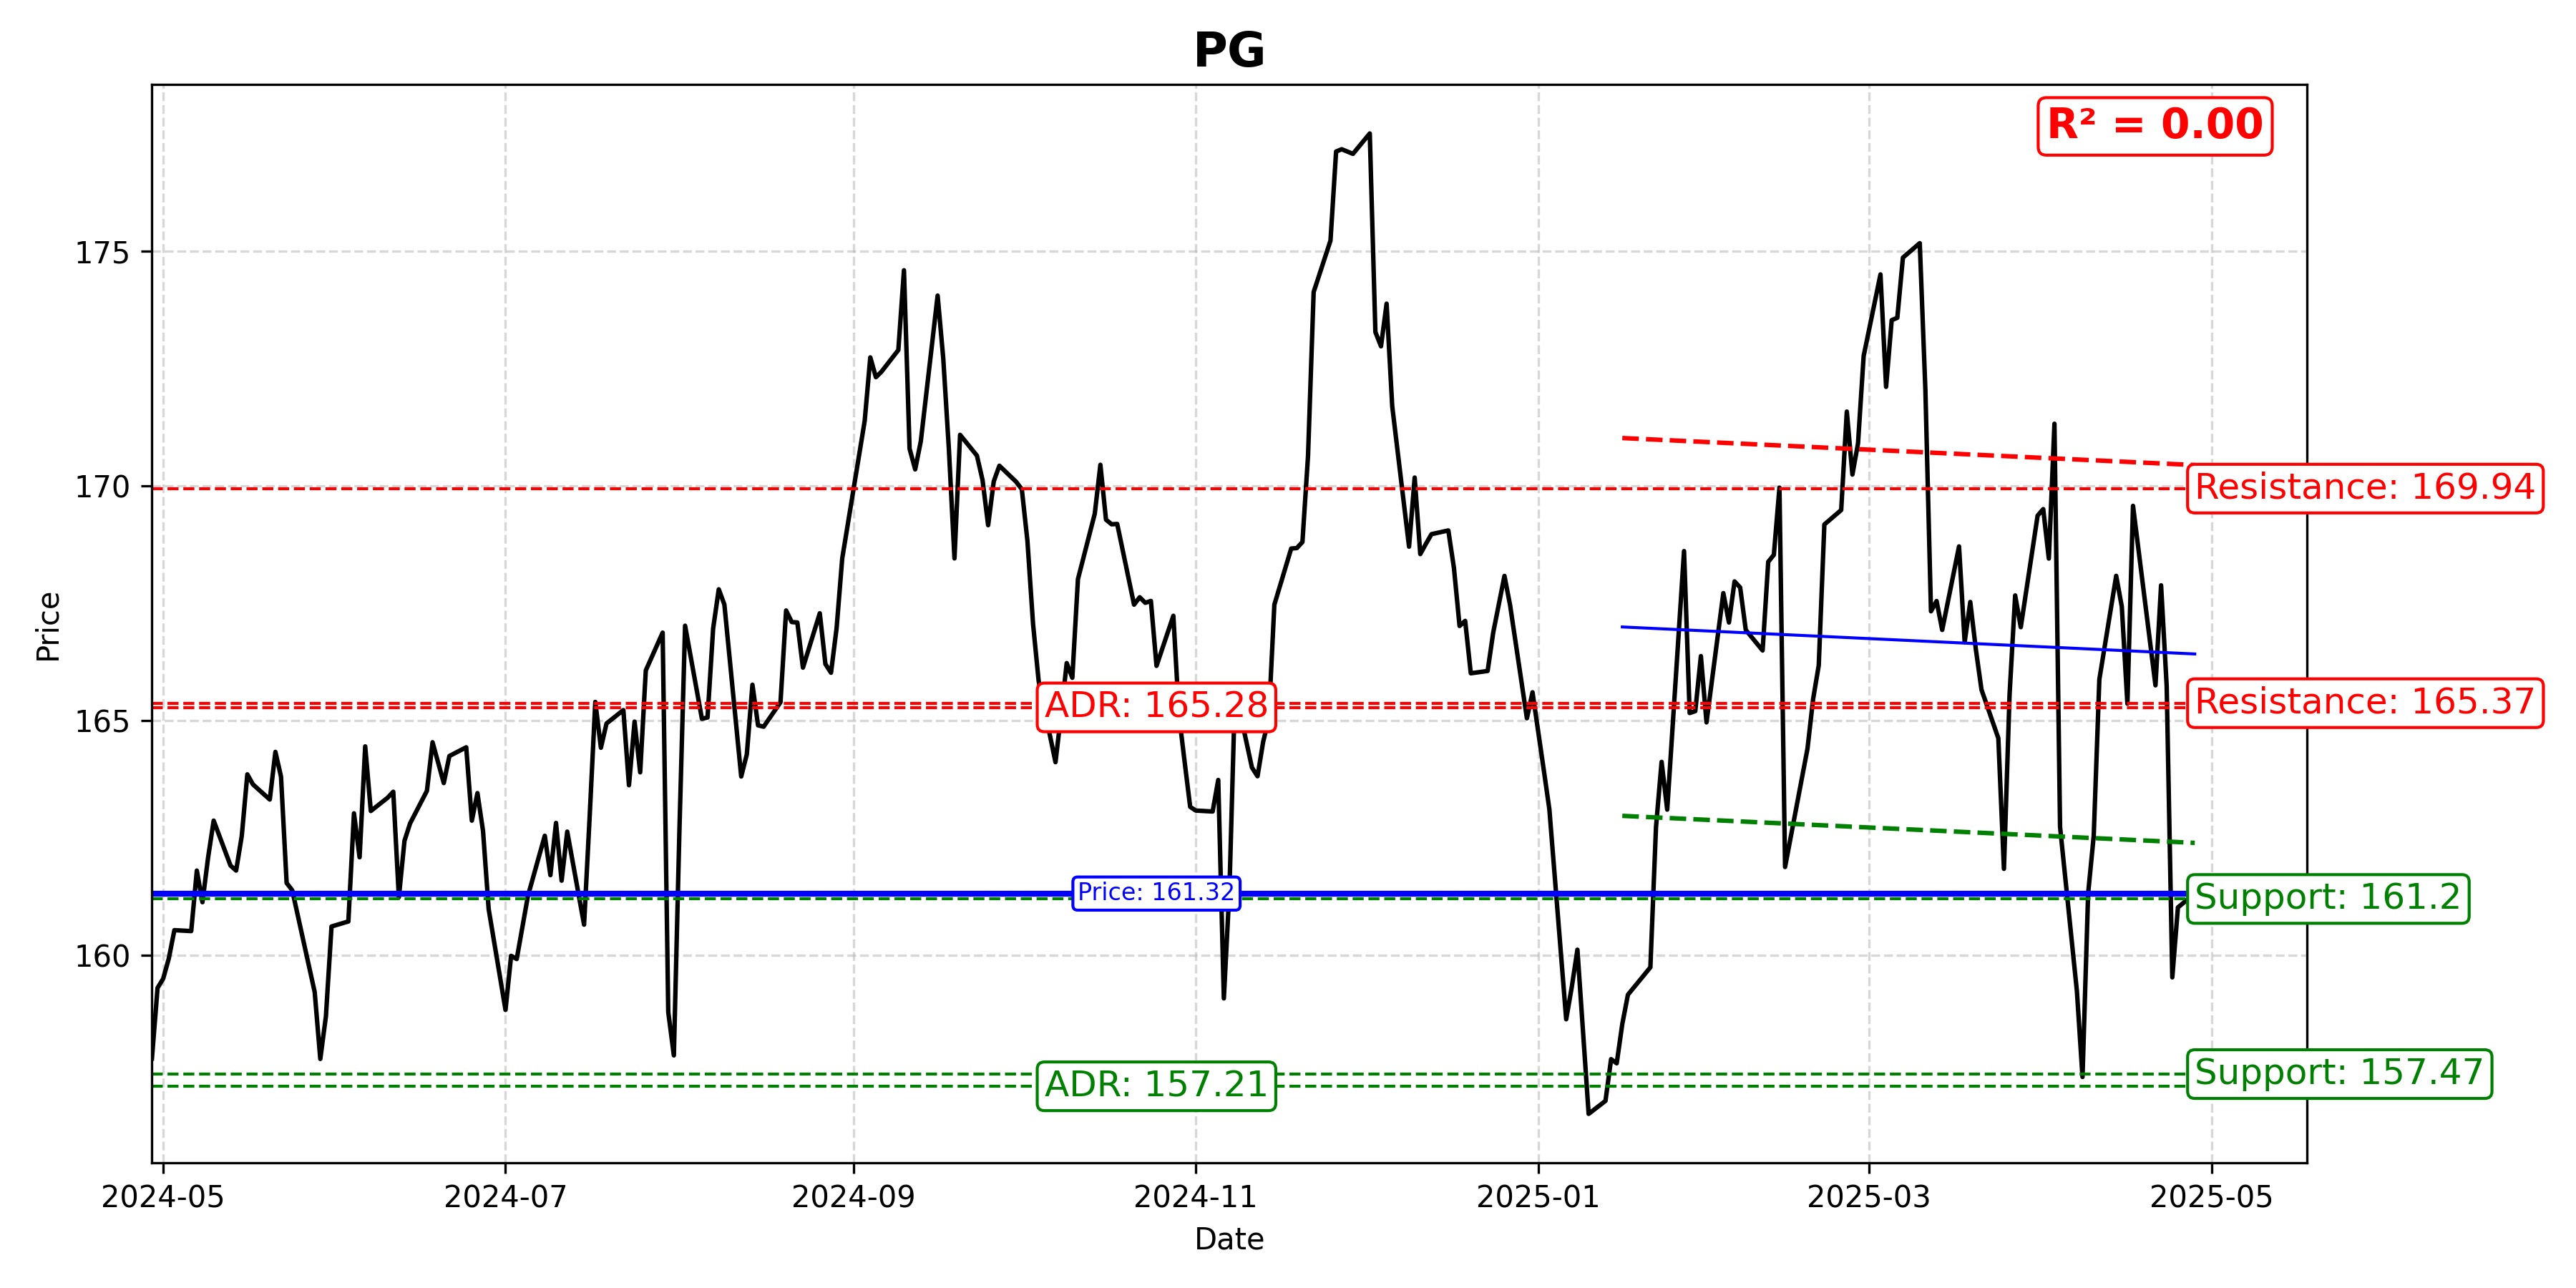 PG
R² = 0.00
175
170
165
160
Price
Resistance: 169.94
ADR: 165.28
Resistance: 165.37
Price: 161.32
Support: 161.2
ADR: 157.21
Support: 157.47
2024-05
2024-07
2024-09
2024-11
2025-01
2025-03
2025-05
Date